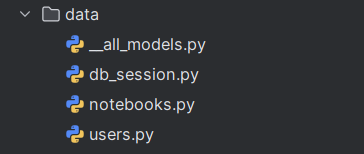 data
__all_models.py
db_session.py
notebooks.py
users.py